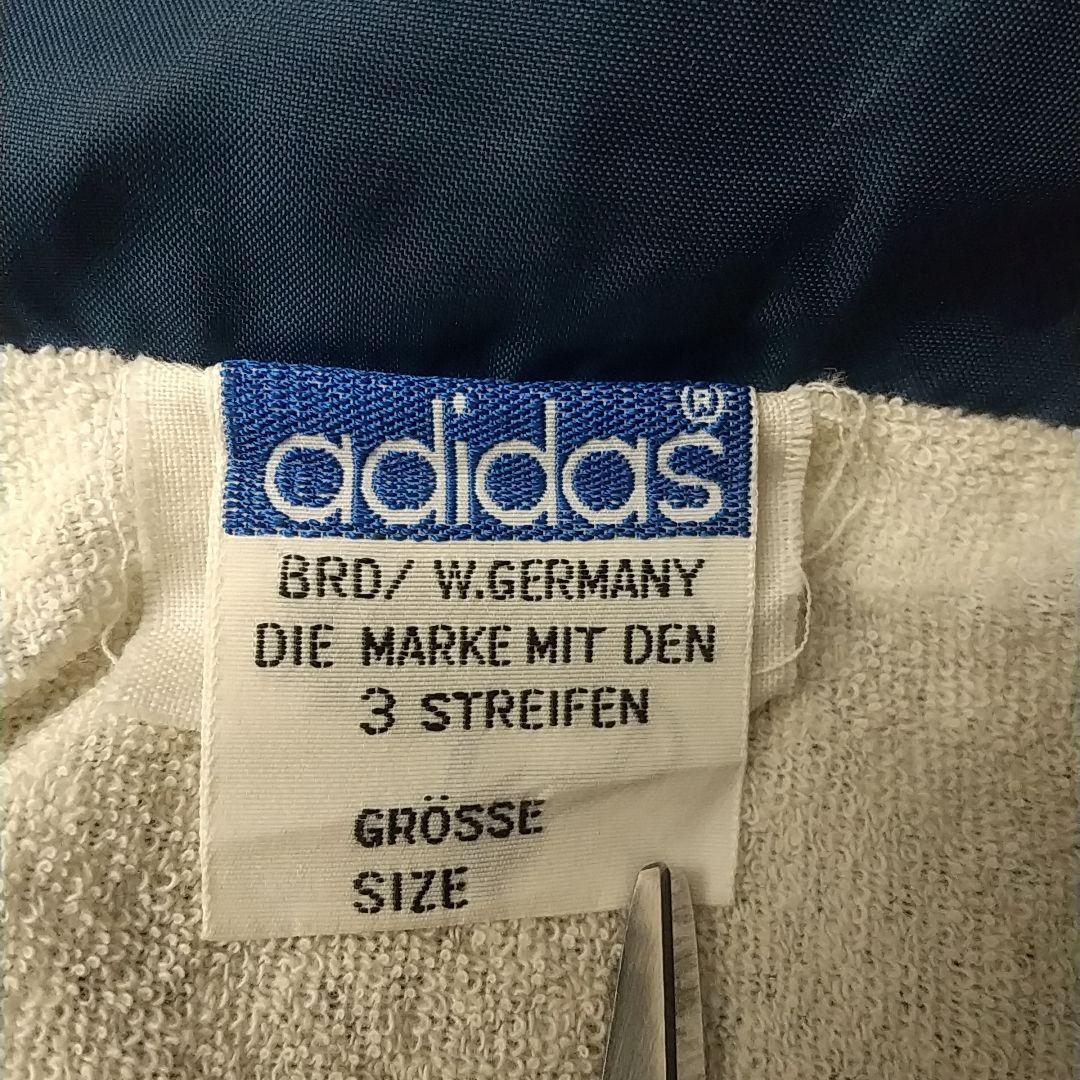 adidas®
BRD/ W.GERMANY
DIE MARKE MIT DEN
3 STREIFEN
GRÖSSE
SIZE